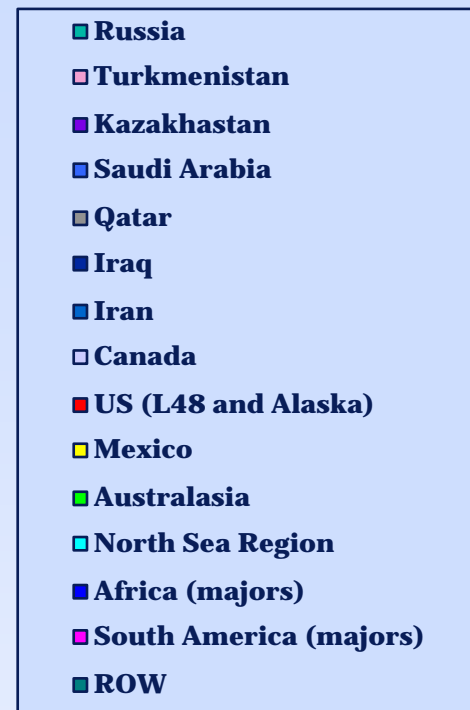 Russia
Turkmenistan
Kazakhastan
Saudi Arabia
Qatar
Iraq
Iran
Canada
US (L48 and Alaska)
Mexico
Australasia
North Sea Region
Africa (majors)
South America (majors)
ROW